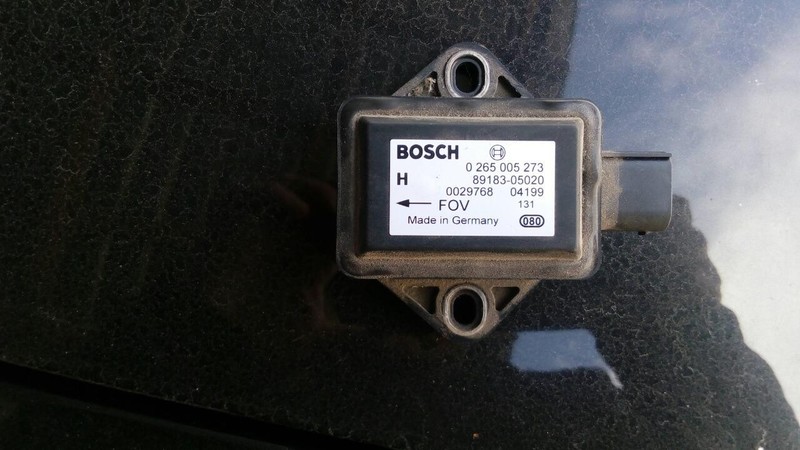 BOSCH
0 265 005 273
H 89183-05020
0029768 04199
FOV 131
Made in Germany 080